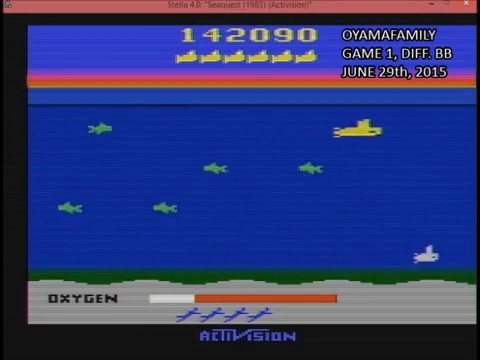 Stella 4.0: "Seaquest (1983) (Activision)"
142090
OYAMAFAMILY
GAME 1, DIFF. BB
JUNE 29th, 2015
OXYGEN
ACTIVISION